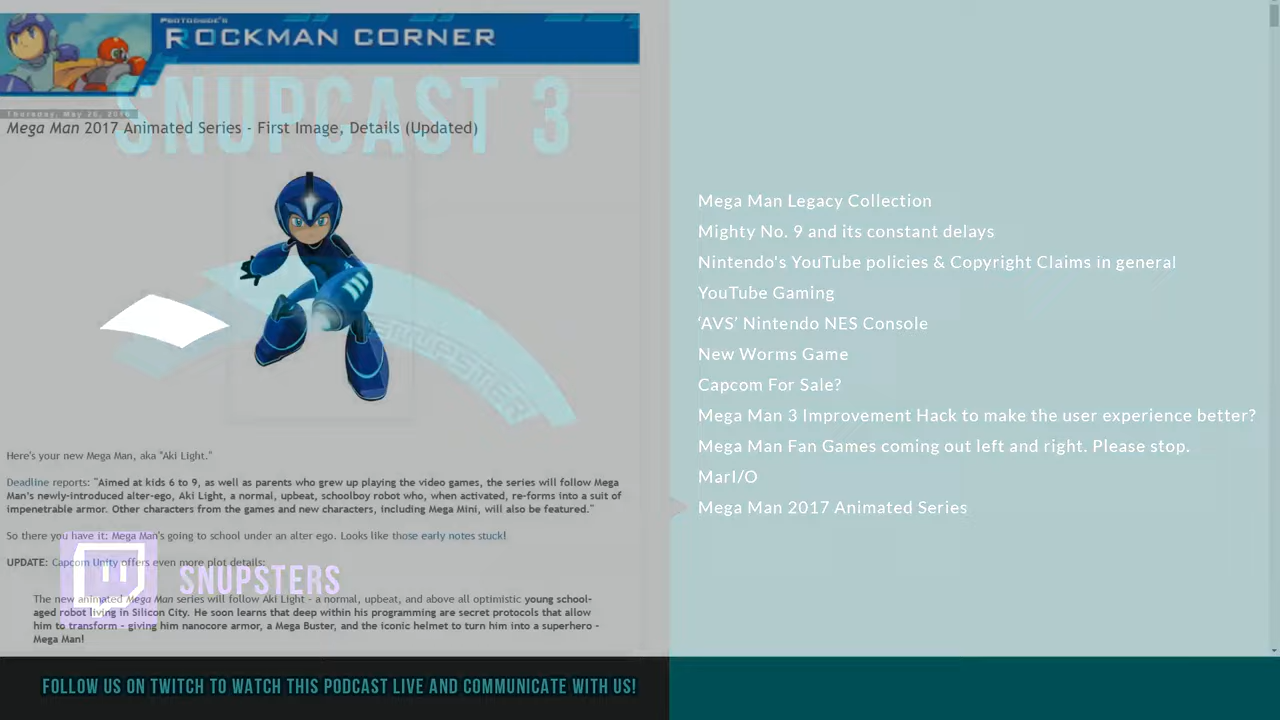 PROTODUDE'S
ROCKMAN CORNER
SNUPCAST 3
Thursday, May 26, 2016
Mega Man 2017 Animated Series - First Image, Details (Updated)
SNUPSTER
Here's your new Mega Man, aka "Aki Light."
Deadline reports: "Aimed at kids 6 to 9, as well as parents who grew up playing the video games, the series will follow Mega
Man's newly-introduced alter-ego, Aki Light, a normal, upbeat, schoolboy robot who, when activated, re-forms into a suit of
impenetrable armor. Other characters from the games and new characters, including Mega Mini, will also be featured."
So there you have it: Mega Man's going to school under an alter ego. Looks like those early notes stuck!
UPDATE: Capcom Unity offers even more plot details:
SNUPSTERS
The new animated Mega Man series will follow Aki Light - a normal, upbeat, and above all optimistic young school-
aged robot living in Silicon City. He soon learns that deep within his programming are secret protocols that allow
him to transform - giving him nanocore armor, a Mega Buster, and the iconic helmet to turn him into a superhero -
Mega Man!
FOLLOW US ON TWITCH TO WATCH THIS PODCAST LIVE AND COMMUNICATE WITH US!
Mega Man Legacy Collection
Mighty No. 9 and its constant delays
Nintendo's YouTube policies & Copyright Claims in general
YouTube Gaming
‘AVS’ Nintendo NES Console
New Worms Game
Capcom For Sale?
Mega Man 3 Improvement Hack to make the user experience better?
Mega Man Fan Games coming out left and right. Please stop.
MarI/O
Mega Man 2017 Animated Series